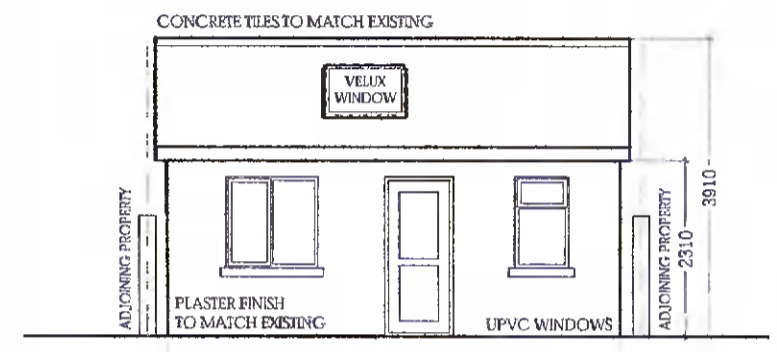 CONCRETE TILES TO MATCH EXISTING
VELUX
WINDOW
ADJOINING PROPERTY
PLASTER FINISH
TO MATCH EXISTING
UPVC WINDOWS
ADJOINING PROPERTY
2310
3910